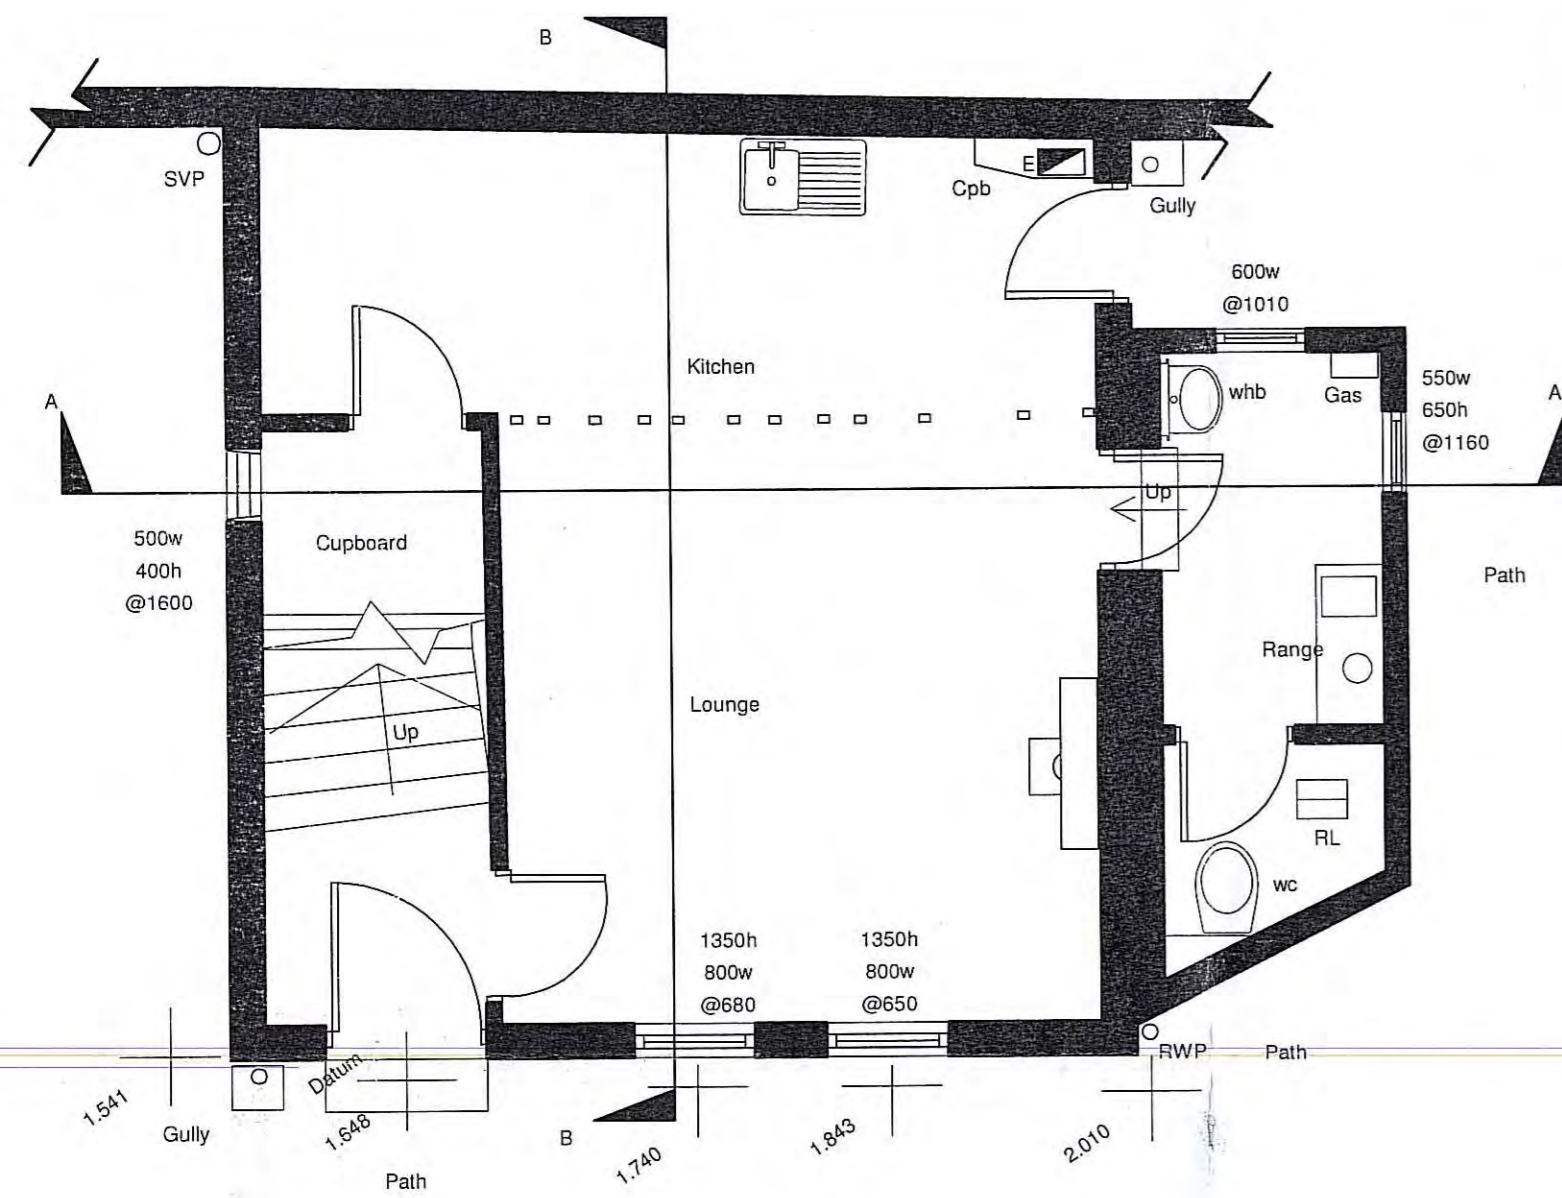 B
SVP
E
Cpb
Gully
600w
@1010
Kitchen
whb
Gas
550w
650h
@1160
A
A
Up
500w
400h
@1600
Cupboard
Path
Range
Lounge
Up
RL
wc
1350h
800w
@680
1350h
800w
@650
RWP
Path
Datum
1.541
Gully
1.648
B
1.740
1.843
2.010
Path